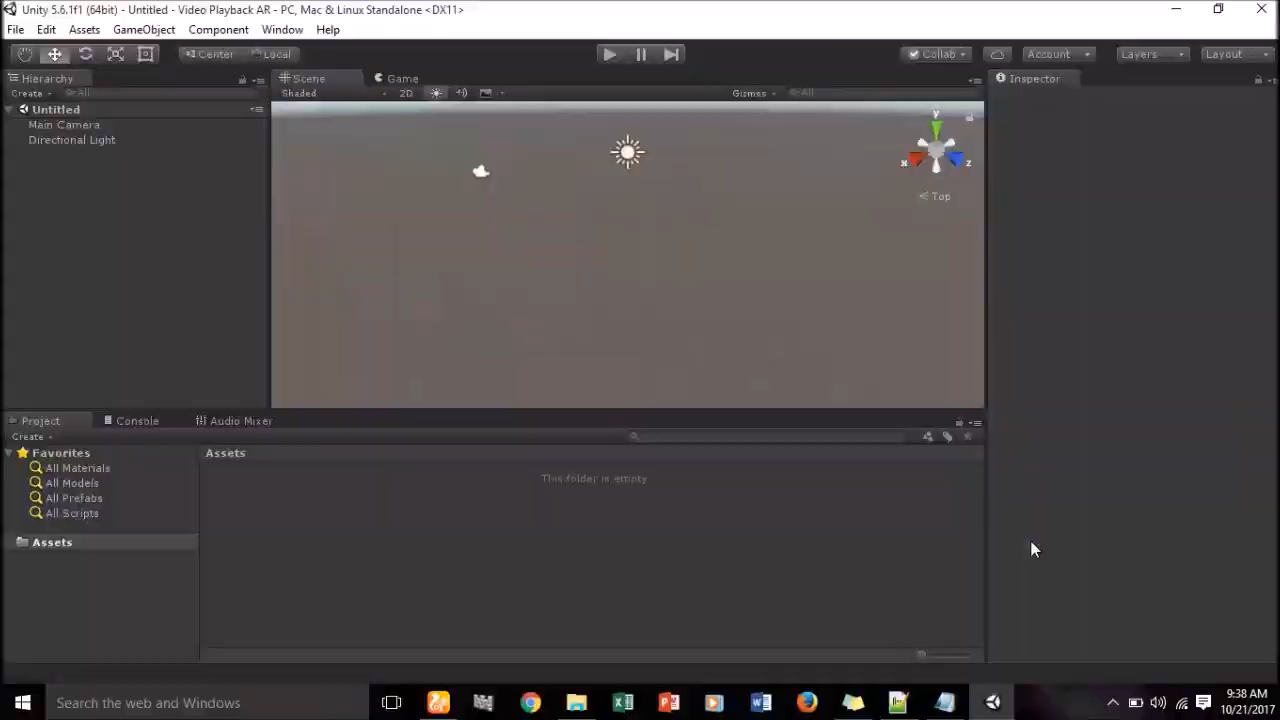 Unity 5.6.1f1 (64bit) - Untitled - Video Playback AR - PC, Mac & Linux Standalone <DX11>
File Edit Assets GameObject Component Window Help
Center Local Collab Account Layers Layout
Hierarchy Scene Game Inspector
Create All Shaded 2D Gizmos All
Untitled
Main Camera
Directional Light
y
x z
Top
Project Console Audio Mixer
Create
Favorites
All Materials
All Models
All Prefabs
All Scripts
Assets
Assets
This folder is empty
Search the web and Windows
9:38 AM
10/21/2017